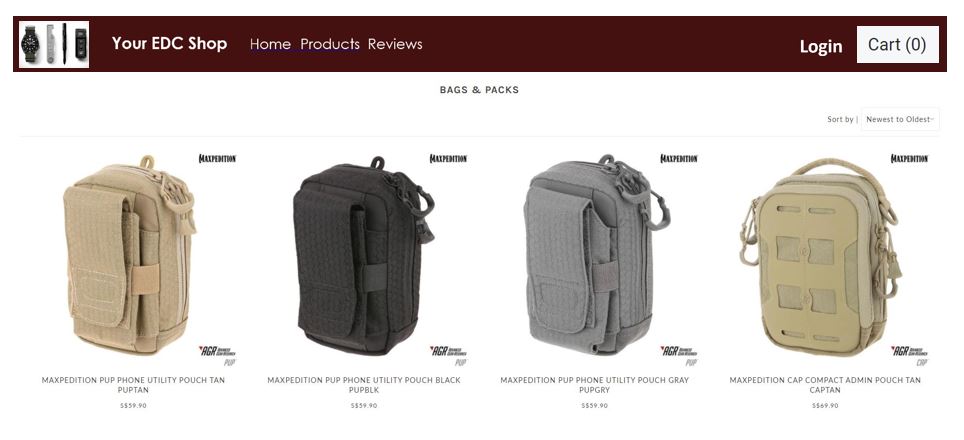 Your EDC Shop
Home Products Reviews
Login
Cart (0)
BAGS & PACKS
Sort by | Newest to Oldest
MAXPEDITION
MAXPEDITION
MAXPEDITION
MAXPEDITION
AGR
PUP
AGR
PUP
AGR
PUP
AGR
CAP
MAXPEDITION PUP PHONE UTILITY POUCH TAN
PUPTAN
S$59.90
MAXPEDITION PUP PHONE UTILITY POUCH BLACK
PUPBLK
S$59.90
MAXPEDITION PUP PHONE UTILITY POUCH GRAY
PUPGRY
S$59.90
MAXPEDITION CAP COMPACT ADMIN POUCH TAN
CAPTAN
S$69.90